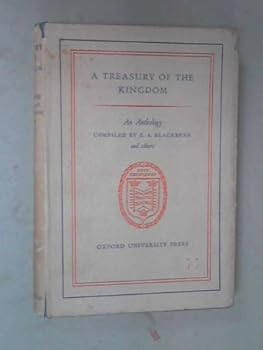 A TREASURY OF THE
KINGDOM
An Anthology
COMPILED BY E. A. BLACKBURN
and others
OXFORD UNIVERSITY PRESS